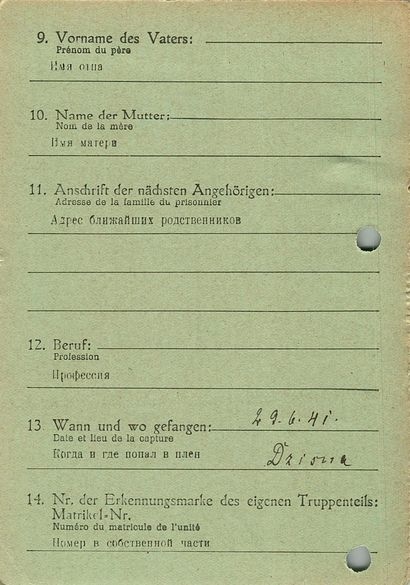 9. Vorname des Vaters:
Prénom du père
Имя отца
10. Name der Mutter:
Nom de la mère
Имя матери
11. Anschrift der nächsten Angehörigen:
Adresse de la famille du prisonnier
Адрес ближайших родственников
12. Beruf:
Profession
Профессия
13. Wann und wo gefangen: 29.6.41.
Date et lieu de la capture
Когда и где попал в плен
14. Nr. der Erkennungsmarke des eigenen Truppenteils:
Matrikel-Nr.
Numéro du matricule de l'unité
Номер в собственной части